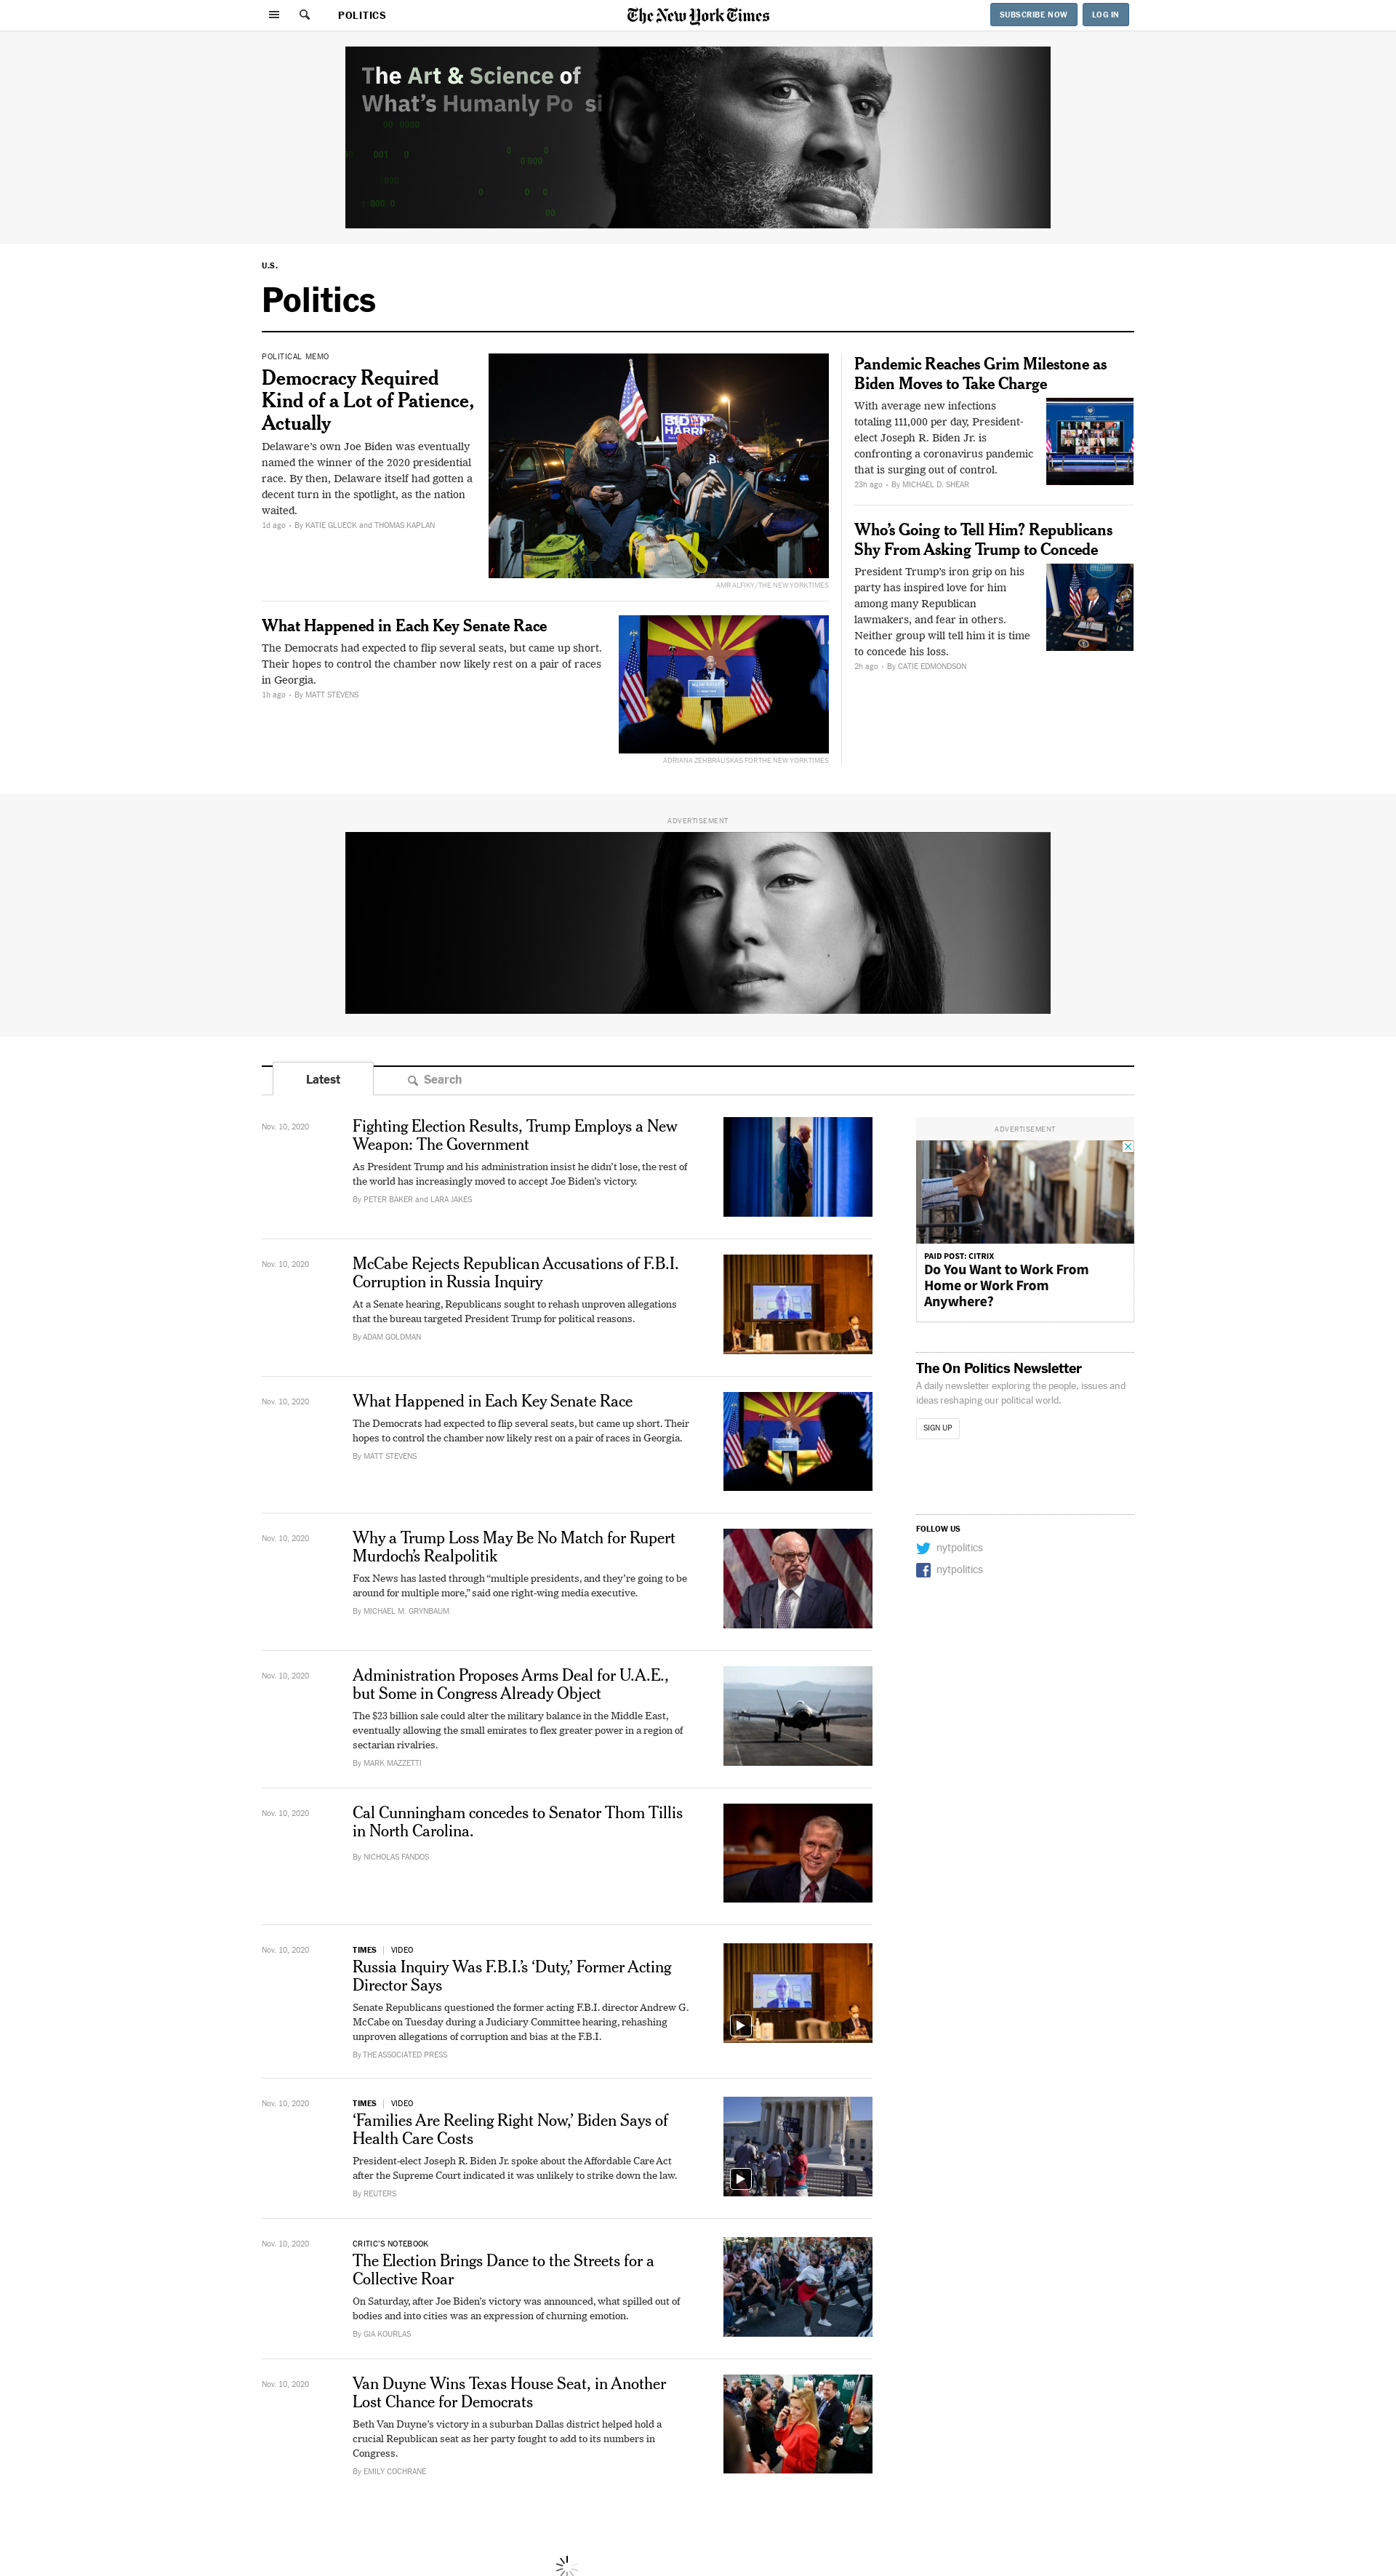 POLITICS
The New York Times
SUBSCRIBE NOW
LOG IN
The Art & Science of
What's Humanly Po si
U.S.
Politics
POLITICAL MEMO
Democracy Required
Kind of a Lot of Patience,
Actually
Delaware's own Joe Biden was eventually
named the winner of the 2020 presidential
race. By then, Delaware itself had gotten a
decent turn in the spotlight, as the nation
waited.
1d ago • By KATIE GLUECK and THOMAS KAPLAN
BIDEN
HARRIS
AMR ALFIKY/THE NEW YORK TIMES
What Happened in Each Key Senate Race
The Democrats had expected to flip several seats, but came up short.
Their hopes to control the chamber now likely rest on a pair of races
in Georgia.
1h ago • By MATT STEVENS
ADRIANA ZEHBRAUSKAS FOR THE NEW YORK TIMES
Pandemic Reaches Grim Milestone as
Biden Moves to Take Charge
With average new infections
totaling 111,000 per day, President-
elect Joseph R. Biden Jr. is
confronting a coronavirus pandemic
that is surging out of control.
23h ago • By MICHAEL D. SHEAR
Who's Going to Tell Him? Republicans
Shy From Asking Trump to Concede
President Trump's iron grip on his
party has inspired love for him
among many Republican
lawmakers, and fear in others.
Neither group will tell him it is time
to concede his loss.
2h ago • By CATIE EDMONDSON
ADVERTISEMENT
Latest
Search
Nov. 10, 2020
Fighting Election Results, Trump Employs a New
Weapon: The Government
As President Trump and his administration insist he didn't lose, the rest of
the world has increasingly moved to accept Joe Biden's victory.
By PETER BAKER and LARA JAKES
Nov. 10, 2020
McCabe Rejects Republican Accusations of F.B.I.
Corruption in Russia Inquiry
At a Senate hearing, Republicans sought to rehash unproven allegations
that the bureau targeted President Trump for political reasons.
By ADAM GOLDMAN
Nov. 10, 2020
What Happened in Each Key Senate Race
The Democrats had expected to flip several seats, but came up short. Their
hopes to control the chamber now likely rest on a pair of races in Georgia.
By MATT STEVENS
Nov. 10, 2020
Why a Trump Loss May Be No Match for Rupert
Murdoch's Realpolitik
Fox News has lasted through “multiple presidents, and they're going to be
around for multiple more,” said one right-wing media executive.
By MICHAEL M. GRYNBAUM
Nov. 10, 2020
Administration Proposes Arms Deal for U.A.E.,
but Some in Congress Already Object
The $23 billion sale could alter the military balance in the Middle East,
eventually allowing the small emirates to flex greater power in a region of
sectarian rivalries.
By MARK MAZZETTI
Nov. 10, 2020
Cal Cunningham concedes to Senator Thom Tillis
in North Carolina.
By NICHOLAS FANDOS
Nov. 10, 2020
TIMES | VIDEO
Russia Inquiry Was F.B.I.'s ‘Duty,’ Former Acting
Director Says
Senate Republicans questioned the former acting F.B.I. director Andrew G.
McCabe on Tuesday during a Judiciary Committee hearing, rehashing
unproven allegations of corruption and bias at the F.B.I.
By THE ASSOCIATED PRESS
Nov. 10, 2020
TIMES | VIDEO
‘Families Are Reeling Right Now,’ Biden Says of
Health Care Costs
President-elect Joseph R. Biden Jr. spoke about the Affordable Care Act
after the Supreme Court indicated it was unlikely to strike down the law.
By REUTERS
Nov. 10, 2020
CRITIC'S NOTEBOOK
The Election Brings Dance to the Streets for a
Collective Roar
On Saturday, after Joe Biden's victory was announced, what spilled out of
bodies and into cities was an expression of churning emotion.
By GIA KOURLAS
Nov. 10, 2020
Van Duyne Wins Texas House Seat, in Another
Lost Chance for Democrats
Beth Van Duyne's victory in a suburban Dallas district helped hold a
crucial Republican seat as her party fought to add to its numbers in
Congress.
By EMILY COCHRANE
ADVERTISEMENT
PAID POST: CITRIX
Do You Want to Work From
Home or Work From
Anywhere?
The On Politics Newsletter
A daily newsletter exploring the people, issues and
ideas reshaping our political world.
SIGN UP
FOLLOW US
nytpolitics
nytpolitics